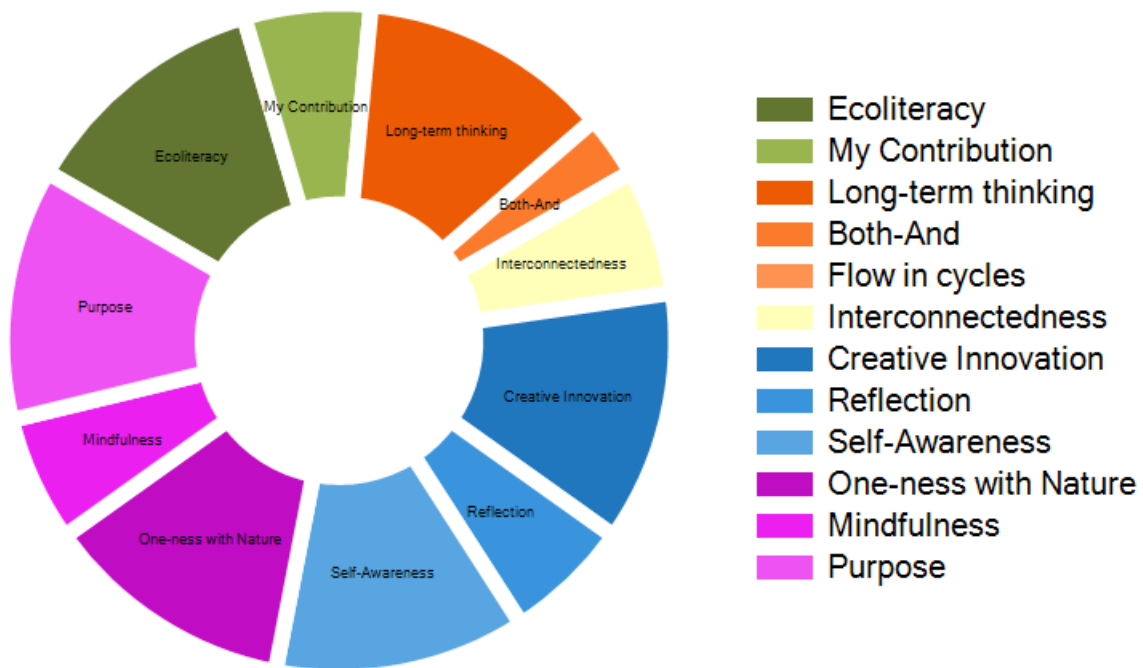 My Contribution
Long-term thinking
Ecoliteracy
Both-And
Interconnectedness
Purpose
Creative Innovation
Mindfulness
Reflection
One-ness with Nature
Self-Awareness
Ecoliteracy
My Contribution
Long-term thinking
Both-And
Flow in cycles
Interconnectedness
Creative Innovation
Reflection
Self-Awareness
One-ness with Nature
Mindfulness
Purpose